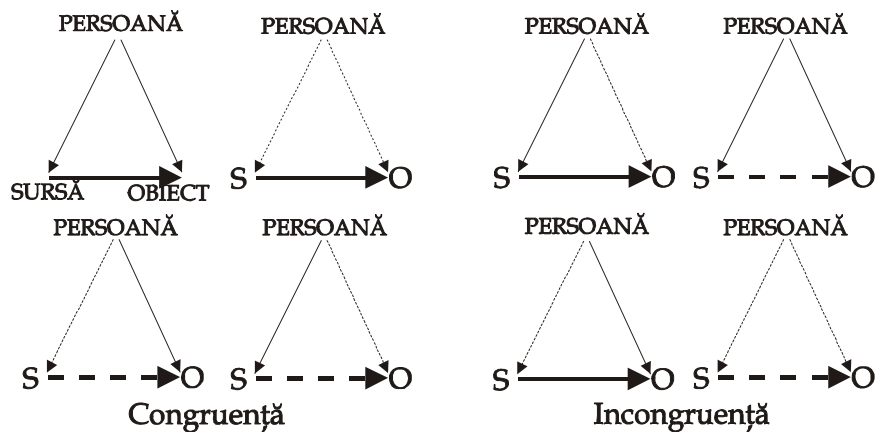 PERSOANĂ PERSOANĂ PERSOANĂ PERSOANĂ
S O S O S O
SURSĂ OBIECT
PERSOANĂ PERSOANĂ PERSOANĂ PERSOANĂ
S O S O S O S O
Congruență Incongruență